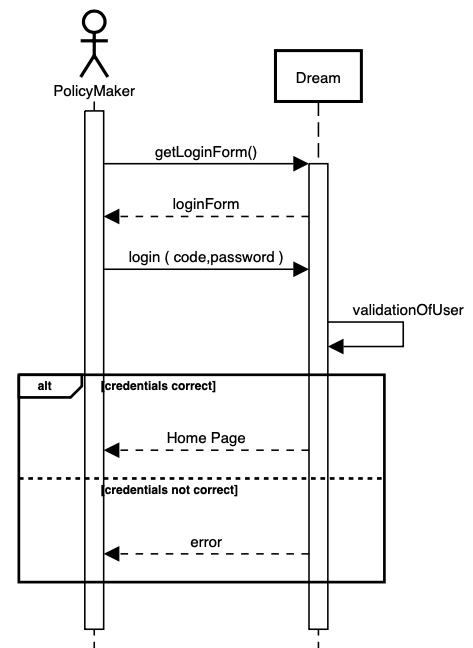 PolicyMaker
Dream
getLoginForm()
loginForm
login ( code,password )
validationOfUser
alt
[credentials correct]
Home Page
[credentials not correct]
error